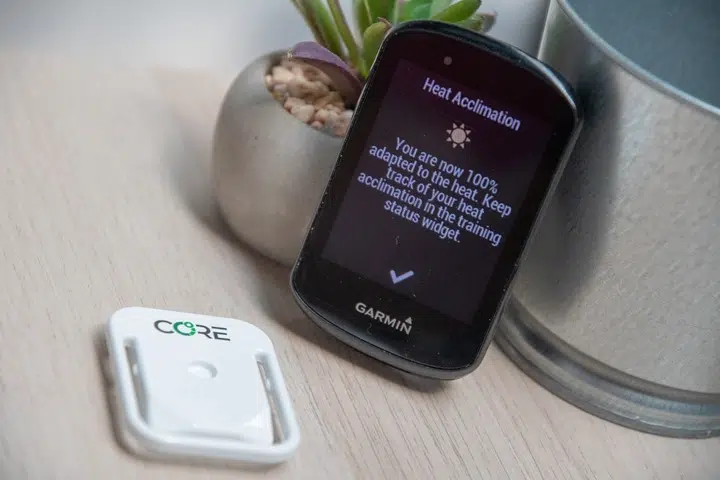 Heat Acclimation
You are now 100%
adapted to the heat. Keep
track of your heat
acclimation in the training
status widget.
GARMIN
CORE